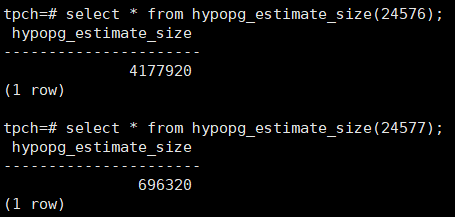 tpch=# select * from hypopg_estimate_size(24576);
 hypopg_estimate_size
----------------------
              4177920
(1 row)

tpch=# select * from hypopg_estimate_size(24577);
 hypopg_estimate_size
----------------------
               696320
(1 row)